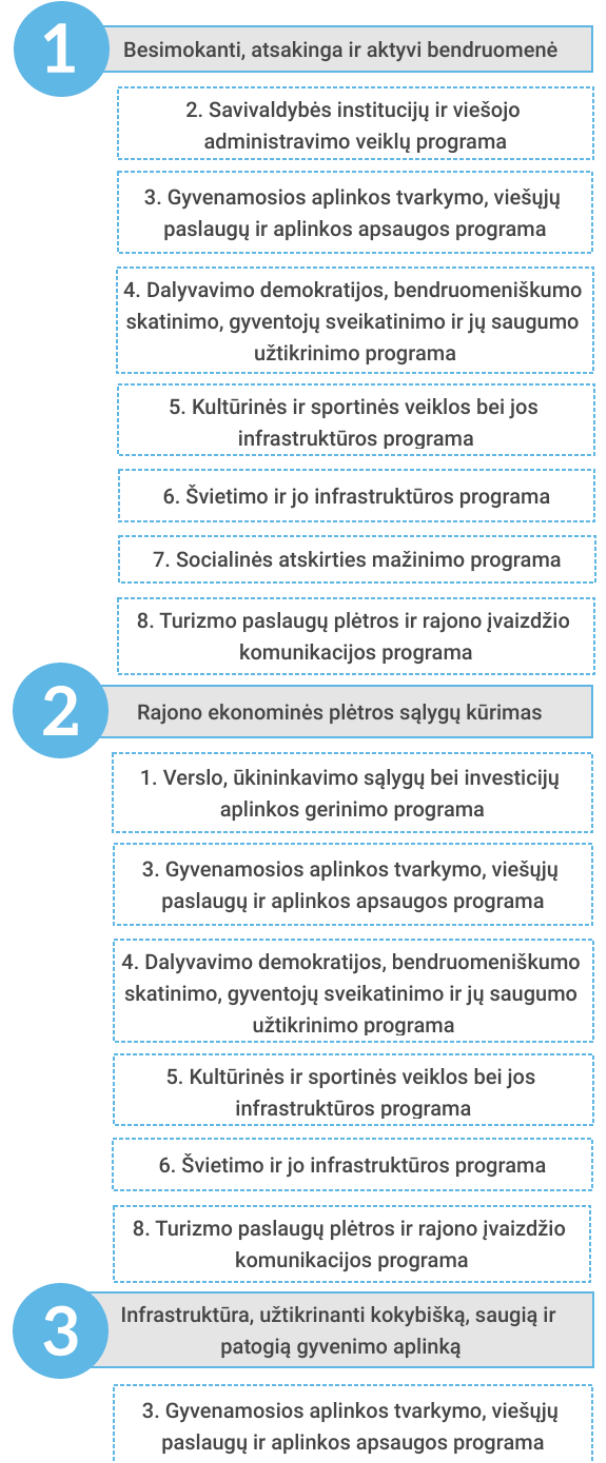 1
Besimokanti, atsakinga ir aktyvi bendruomenė
2. Savivaldybės institucijų ir viešojo
administravimo veiklų programa
3. Gyvenamosios aplinkos tvarkymo, viešųjų
paslaugų ir aplinkos apsaugos programa
4. Dalyvavimo demokratijos, bendruomeniškumo
skatinimo, gyventojų sveikatinimo ir jų saugumo
užtikrinimo programa
5. Kultūrinės ir sportinės veiklos bei jos
infrastruktūros programa
6. Švietimo ir jo infrastruktūros programa
7. Socialinės atskirties mažinimo programa
8. Turizmo paslaugų plėtros ir rajono įvaizdžio
komunikacijos programa
2
Rajono ekonominės plėtros sąlygų kūrimas
1. Verslo, ūkininkavimo sąlygų bei investicijų
aplinkos gerinimo programa
3. Gyvenamosios aplinkos tvarkymo, viešųjų
paslaugų ir aplinkos apsaugos programa
4. Dalyvavimo demokratijos, bendruomeniškumo
skatinimo, gyventojų sveikatinimo ir jų saugumo
užtikrinimo programa
5. Kultūrinės ir sportinės veiklos bei jos
infrastruktūros programa
6. Švietimo ir jo infrastruktūros programa
8. Turizmo paslaugų plėtros ir rajono įvaizdžio
komunikacijos programa
3
Infrastruktūra, užtikrinanti kokybišką, saugią ir
patogią gyvenimo aplinką
3. Gyvenamosios aplinkos tvarkymo, viešųjų
paslaugų ir aplinkos apsaugos programa